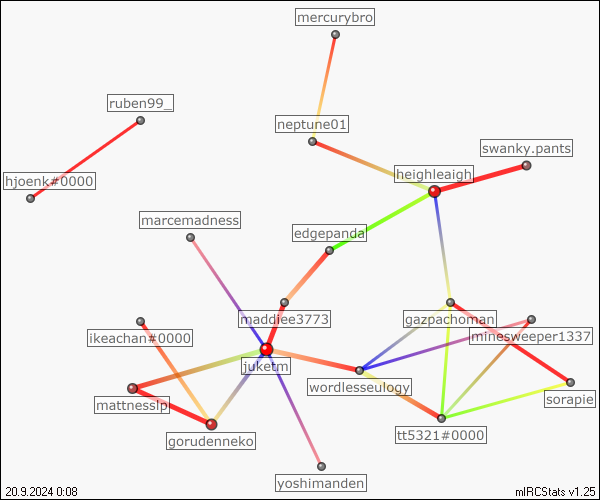 mercurybro
ruben99_
neptune01
swanky.pants
heighleaigh
hjoenk#0000
marcemadness
edgepanda
maddiee3773
gazpachoman
ikeachan#0000
minesweeper1337
juketm
wordlesseulogy
sorapie
mattnesslp
tt5321#0000
gorudenneko
yoshimanden
20.9.2024 0:08
mIRCStats v1.25